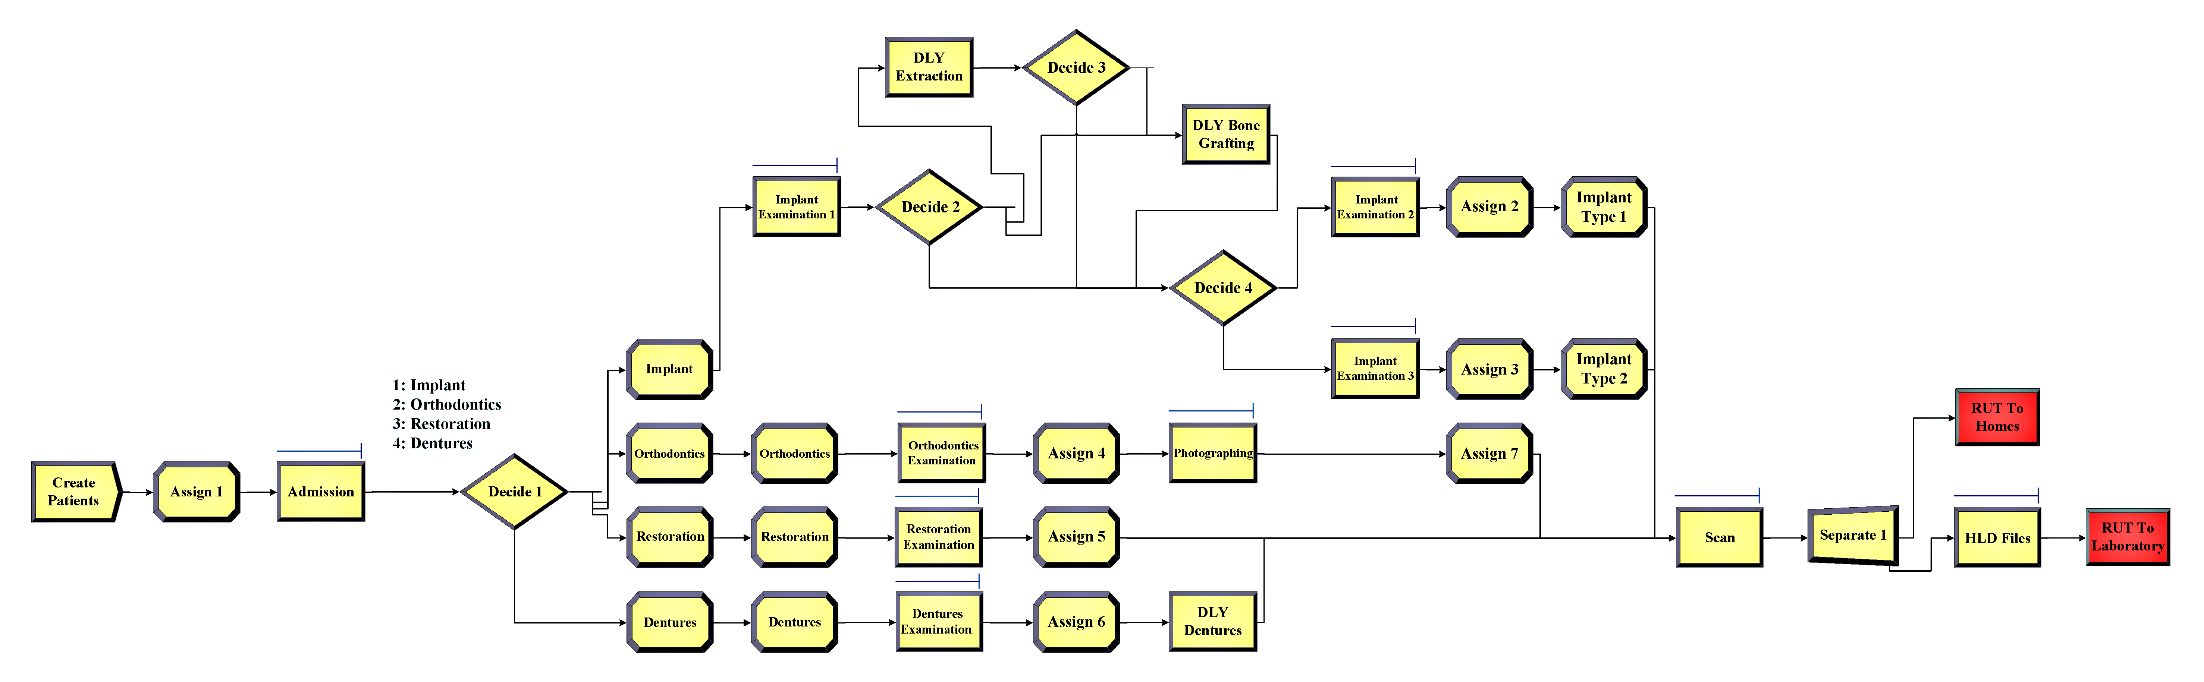 DLY
Extraction
Decide 3
DLY Bone
Grafting
Implant
Examination 1
Decide 2
Implant
Examination 2
Assign 2
Implant
Type 1
Decide 4
Implant
Implant
Examination 3
Assign 3
Implant
Type 2
1: Implant
2: Orthodontics
3: Restoration
4: Dentures
RUT To
Homes
Orthodontics
Orthodontics
Orthodontics
Examination
Assign 4
Photographing
Assign 7
Create
Patients
Assign 1
Admission
Decide 1
Restoration
Restoration
Restoration
Examination
Assign 5
Scan
Separate 1
HLD Files
RUT To
Laboratory
Dentures
Dentures
Dentures
Examination
Assign 6
DLY
Dentures